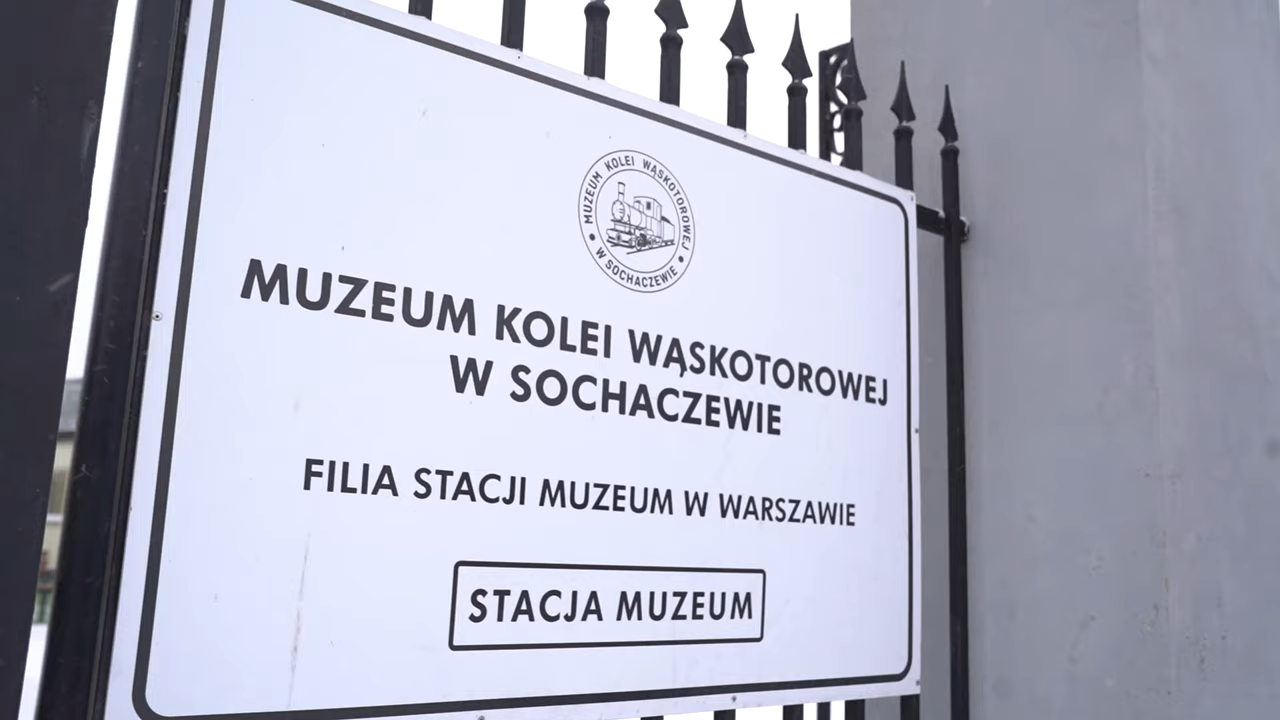 MUZEUM KOLEI WĄSKOTOROWEJ
• W SOCHACZEWIE •
MUZEUM KOLEI WĄSKOTOROWEJ
W SOCHACZEWIE
FILIA STACJI MUZEUM W WARSZAWIE
STACJA MUZEUM